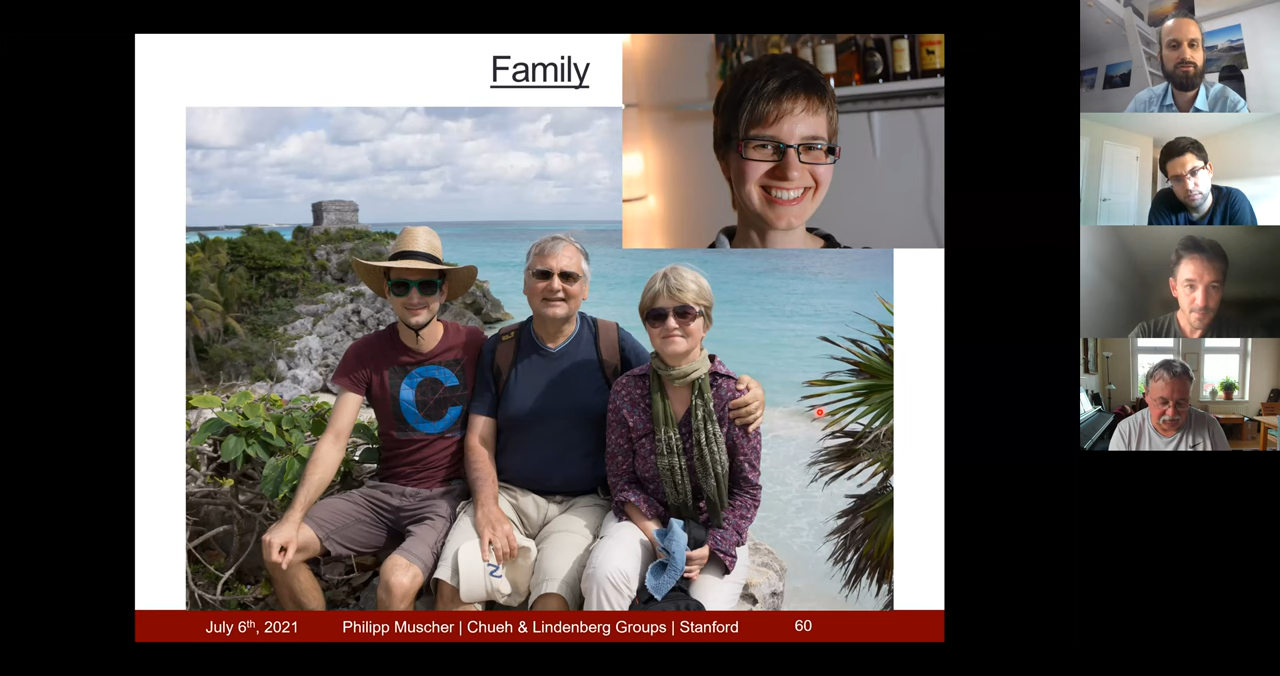 Family
C
July 6th, 2021 Philipp Muscher | Chueh & Lindenberg Groups | Stanford 60